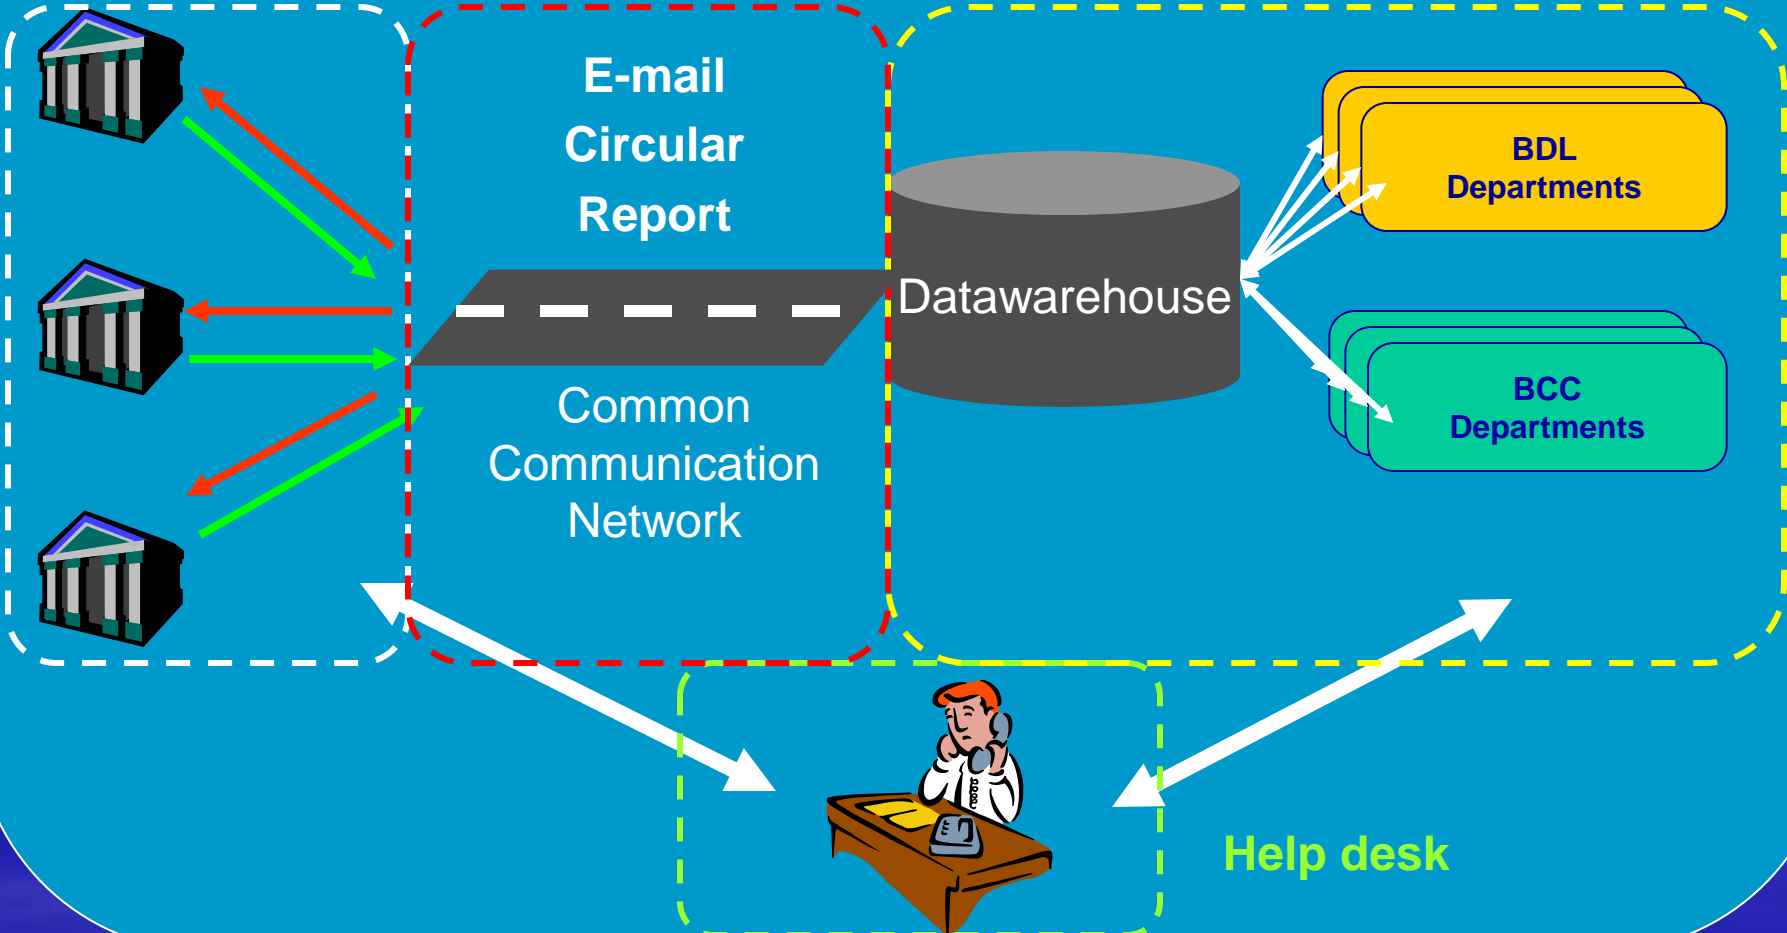 E-mail
Circular
Report
Common
Communication
Network
Datawarehouse
BDL
Departments
BCC
Departments
Help desk